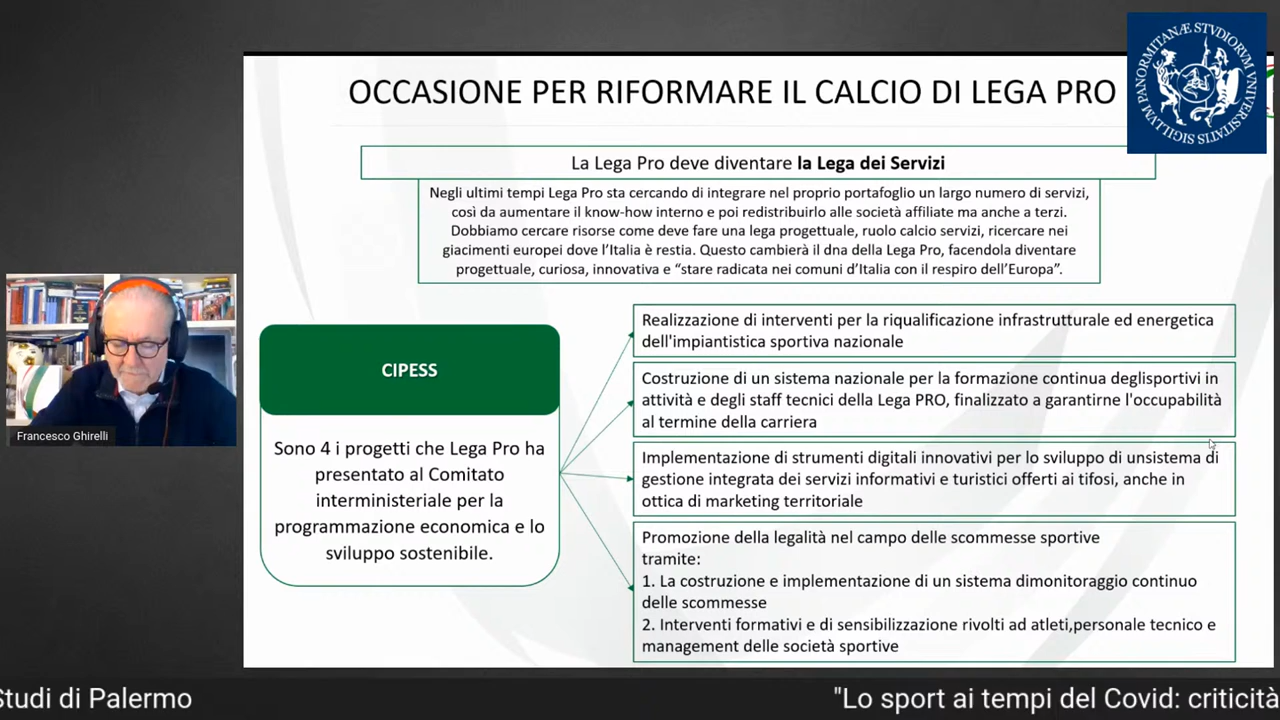 OCCASIONE PER RIFORMARE IL CALCIO DI LEGA PRO
SIGILLVM PANORMITANÆ STVDIORVM VNIVERSITATIS
La Lega Pro deve diventare la Lega dei Servizi
Negli ultimi tempi Lega Pro sta cercando di integrare nel proprio portafoglio un largo numero di servizi,
così da aumentare il know-how interno e poi redistribuirlo alle società affiliate ma anche a terzi.
Dobbiamo cercare risorse come deve fare una lega progettuale, ruolo calcio servizi, ricercare nei
giacimenti europei dove l'Italia è restia. Questo cambierà il dna della Lega Pro, facendola diventare
progettuale, curiosa, innovativa e “stare radicata nei comuni d'Italia con il respiro dell'Europa”.
CIPESS
Sono 4 i progetti che Lega Pro ha
presentato al Comitato
interministeriale per la
programmazione economica e lo
sviluppo sostenibile.
Realizzazione di interventi per la riqualificazione infrastrutturale ed energetica
dell'impiantistica sportiva nazionale
Costruzione di un sistema nazionale per la formazione continua deglisportivi in
attività e degli staff tecnici della Lega PRO, finalizzato a garantirne l'occupabilità
al termine della carriera
Implementazione di strumenti digitali innovativi per lo sviluppo di unsistema di
gestione integrata dei servizi informativi e turistici offerti ai tifosi, anche in
ottica di marketing territoriale
Promozione della legalità nel campo delle scommesse sportive
tramite:
1. La costruzione e implementazione di un sistema dimonitoraggio continuo
delle scommesse
2. Interventi formativi e di sensibilizzazione rivolti ad atleti,personale tecnico e
management delle società sportive
Francesco Ghirelli
Studi di Palermo
"Lo sport ai tempi del Covid: criticità